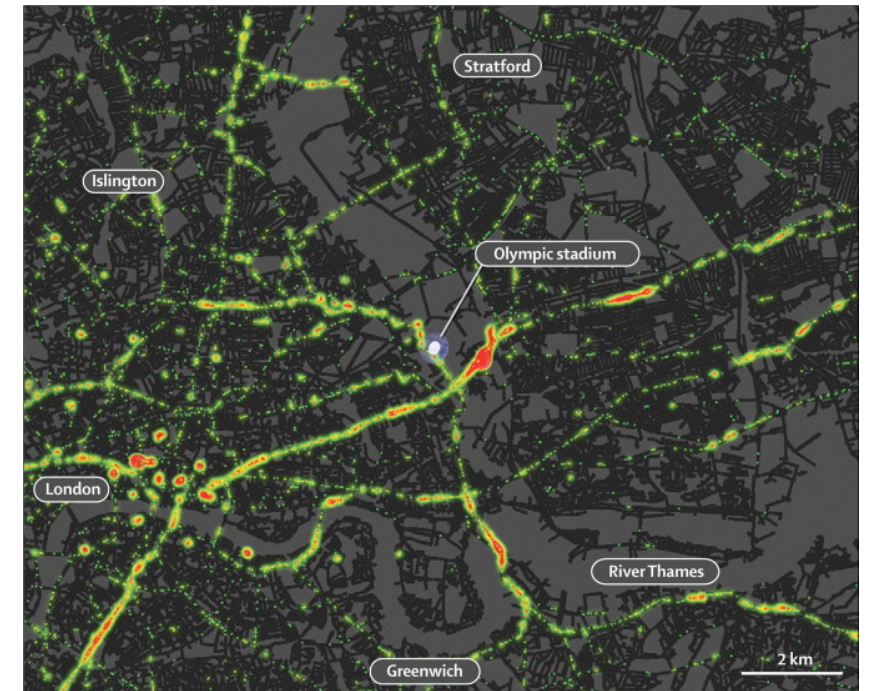 Stratford
Islington
Olympic stadium
London
River Thames
Greenwich
2 km